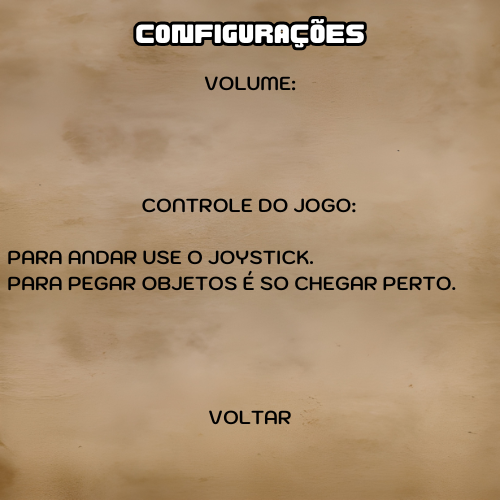 CONFIGURAÇÕES
VOLUME:
CONTROLE DO JOGO:
PARA ANDAR USE O JOYSTICK.
PARA PEGAR OBJETOS É SO CHEGAR PERTO.
VOLTAR